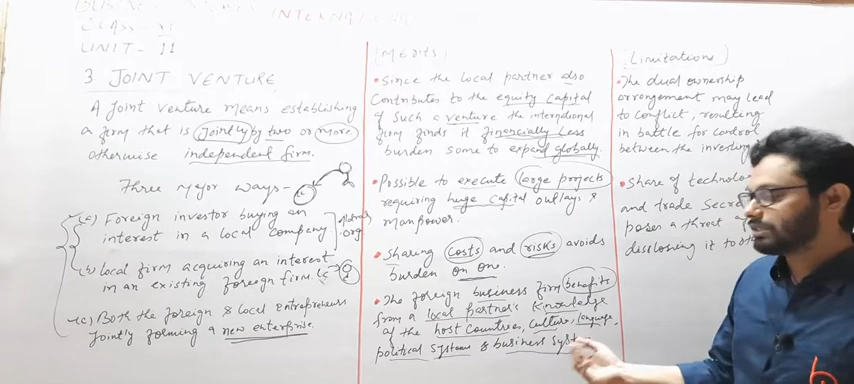 BUSINESS
INTERNATIONAL
CLASS - XI
UNIT - 11
3 JOINT VENTURE
A Joint venture means establishing
a firm that is Jointly by two or more
otherwise independent firm.
Three Major ways -
(a) Foreign investor buying an
interest in a local company
(b) Local firm acquiring an interest
in an existing foreign firm.
(c) Both the foreign & local entrepreneurs
Jointly forming a new enterprise.
(Merits)
• Since the local partner also
Contributes to the equity capital
of such a venture the international
firm finds it financially less
burden some to expand globally.
• Possible to execute large projects
requiring huge capital outlays &
manpower.
• Sharing costs and risks avoids
burden on one.
• The foreign business firm benefits
from a local partner's knowledge
of the host countries, culture, language,
political systems & business
(Limitations)
• The dual ownership
arrangement may lead
to conflict, resulting
in battle for control
between the investing
• Share of
and trade
poses a threat
disclosing it to